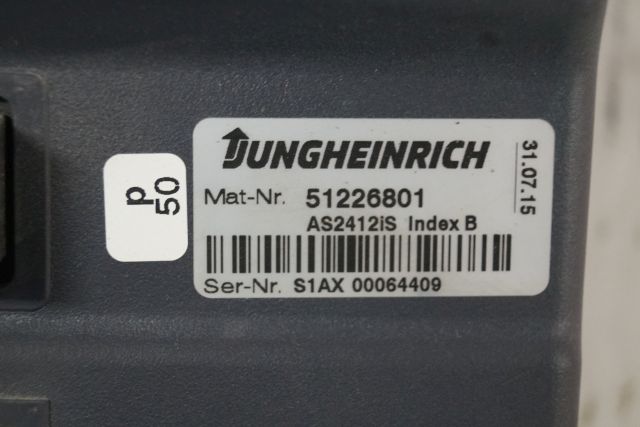 JUNGHEINRICH
Mat-Nr. 51226801
AS2412iS Index B
Ser-Nr. S1AX 00064409
31.07.15
p
50